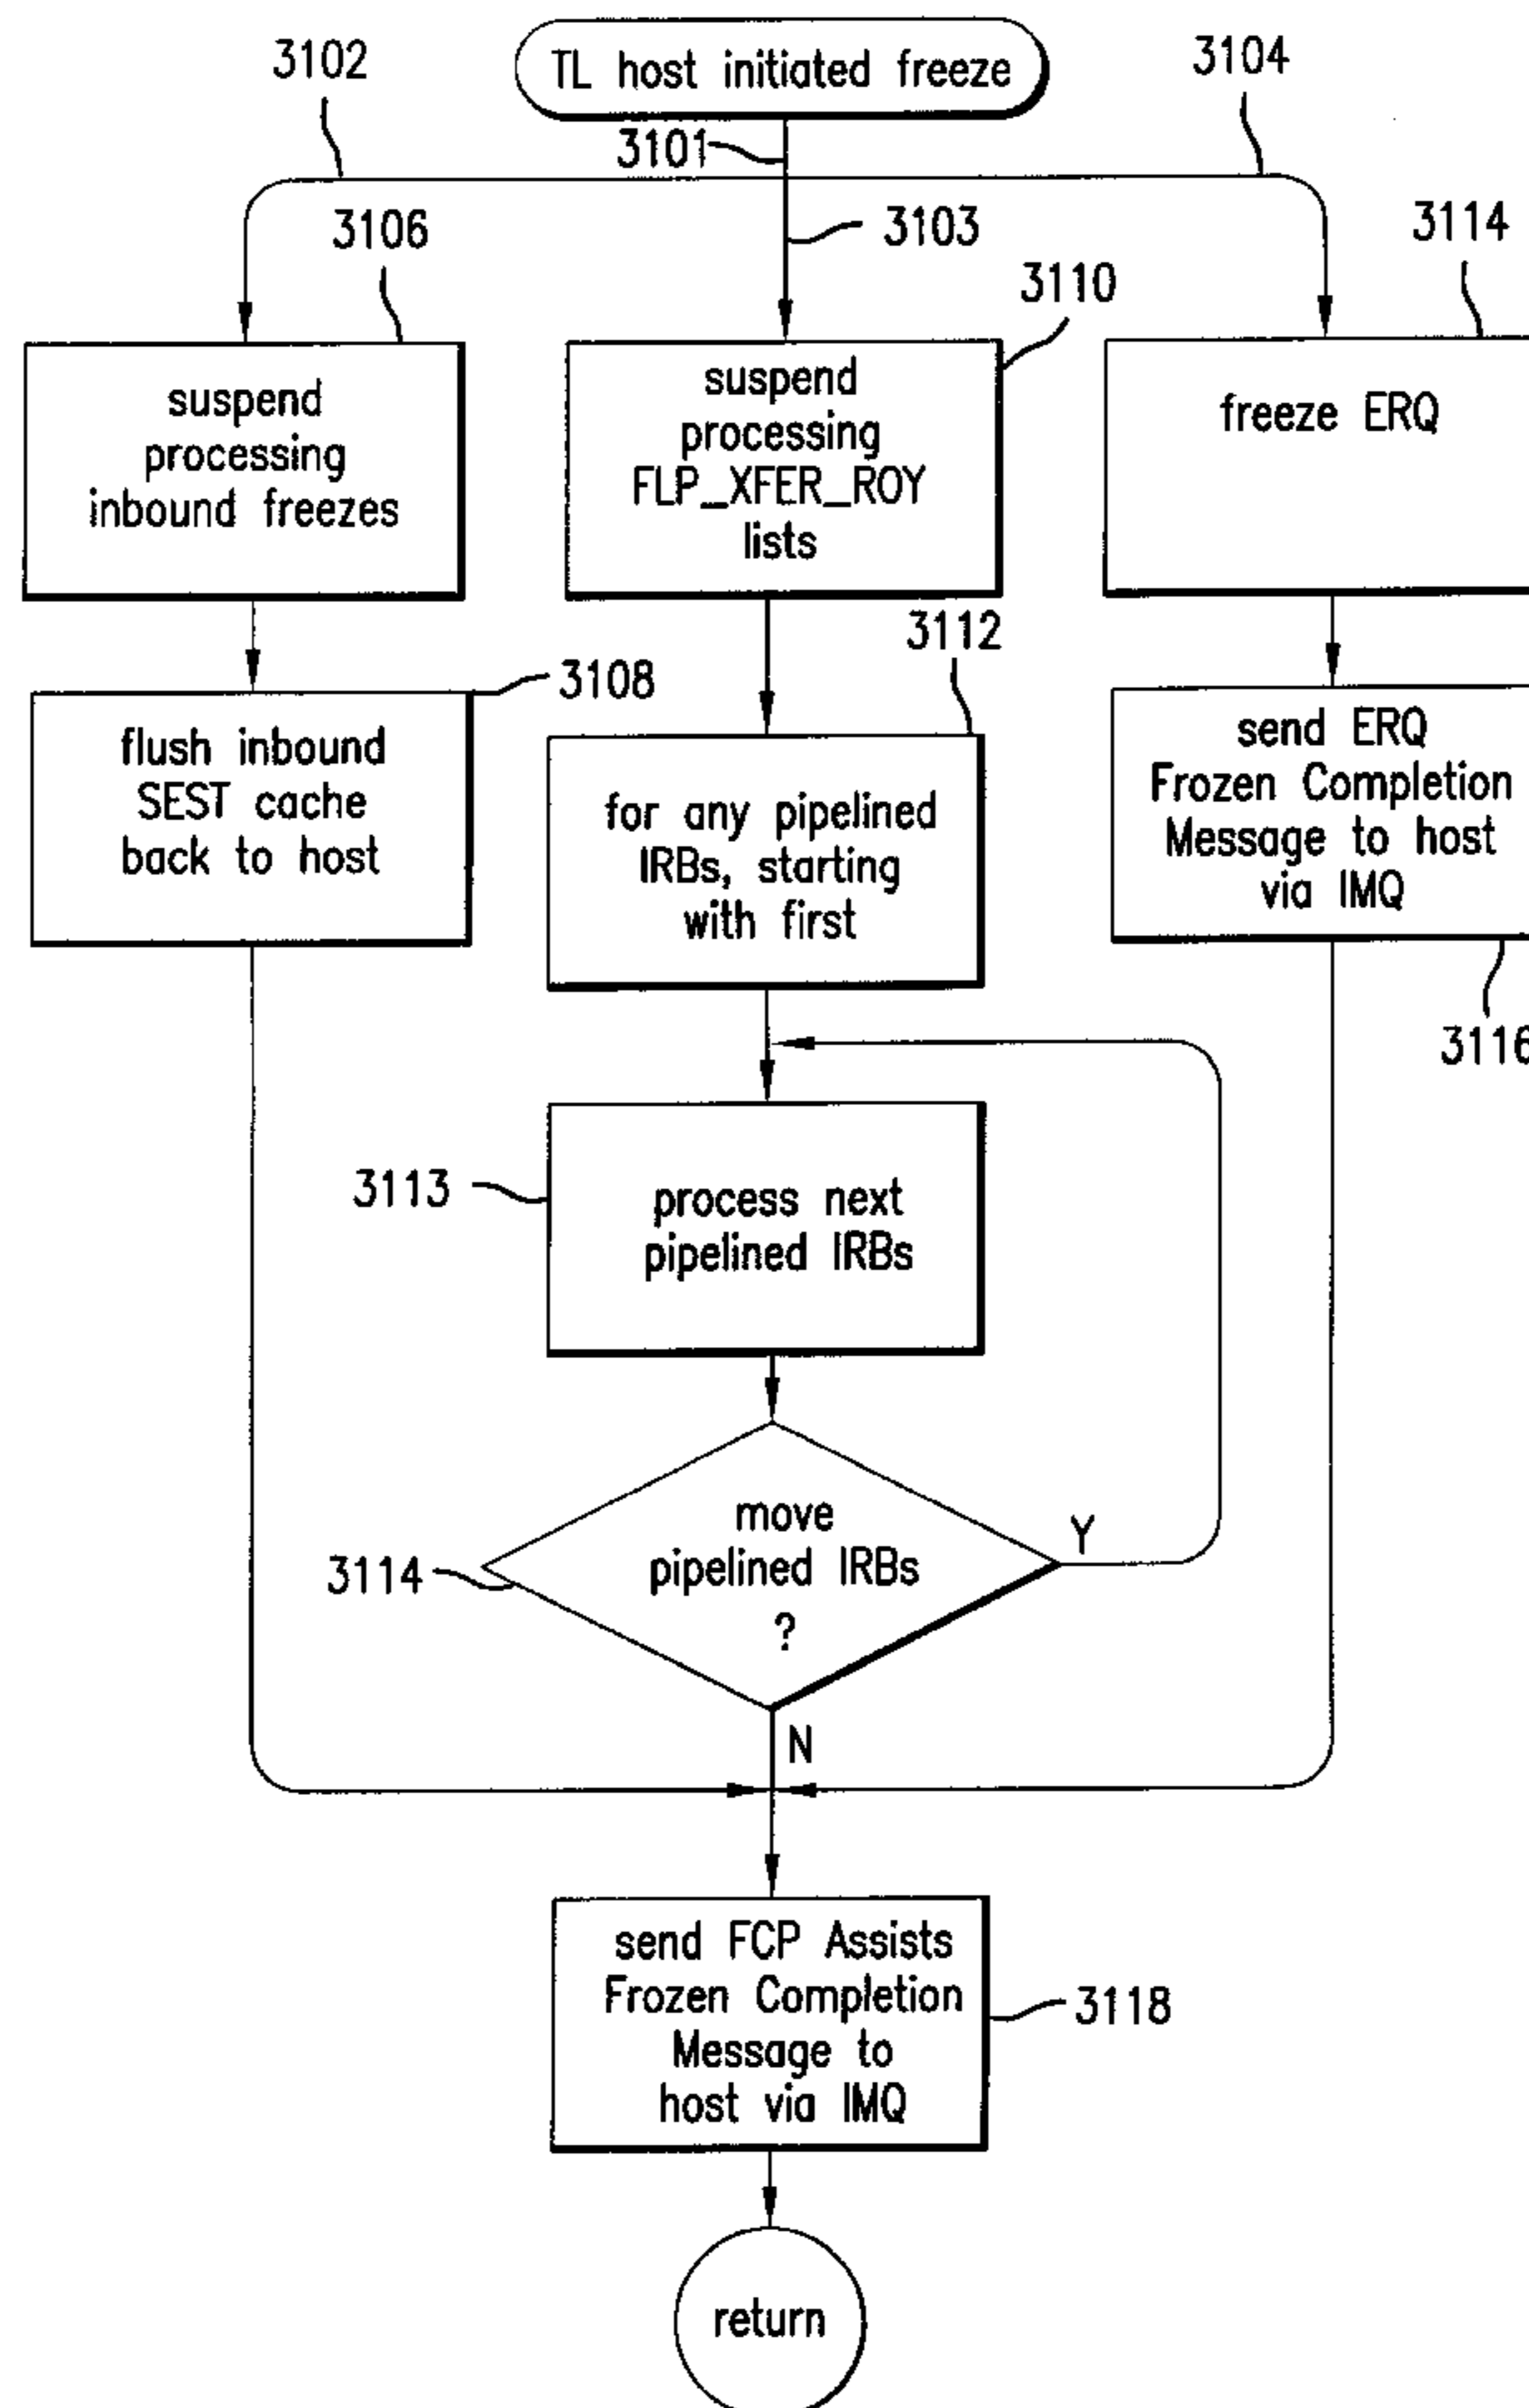 TL host initiated freeze
3102
3101
3104
3103
3106
3110
3114
suspend
processing
inbound freezes
suspend
processing
FLP_XFER_ROY
lists
freeze ERQ
3108
3112
flush inbound
SEST cache
back to host
for any pipelined
IRBs, starting
with first
send ERQ
Frozen Completion
Message to host
via IMQ
3116
3113
process next
pipelined IRBs
3114
move
pipelined IRBs
?
Y
N
send FCP Assists
Frozen Completion
Message to
host via IMQ
3118
return